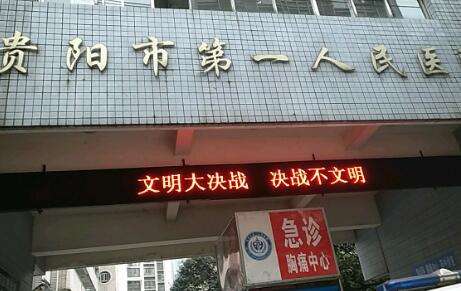 贵阳市第一人民医
文明大决战 决战不文明
急诊
胸痛中心